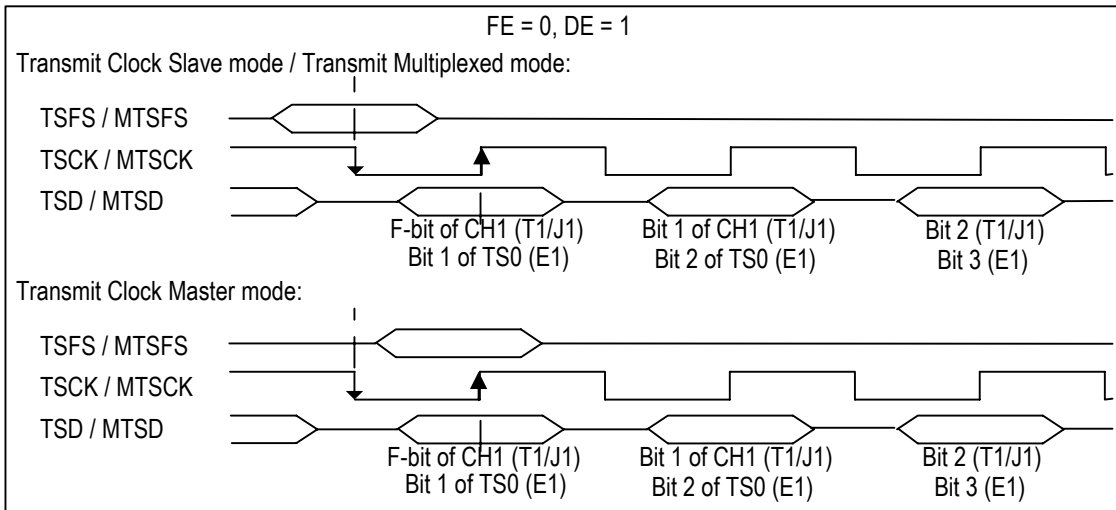 FE = 0, DE = 1
Transmit Clock Slave mode / Transmit Multiplexed mode:
TSFS / MTSFS
TSCK / MTSCK
TSD / MTSD
F-bit of CH1 (T1/J1)
Bit 1 of TS0 (E1)
Bit 1 of CH1 (T1/J1)
Bit 2 of TS0 (E1)
Bit 2 (T1/J1)
Bit 3 (E1)
Transmit Clock Master mode:
TSFS / MTSFS
TSCK / MTSCK
TSD / MTSD
F-bit of CH1 (T1/J1)
Bit 1 of TS0 (E1)
Bit 1 of CH1 (T1/J1)
Bit 2 of TS0 (E1)
Bit 2 (T1/J1)
Bit 3 (E1)